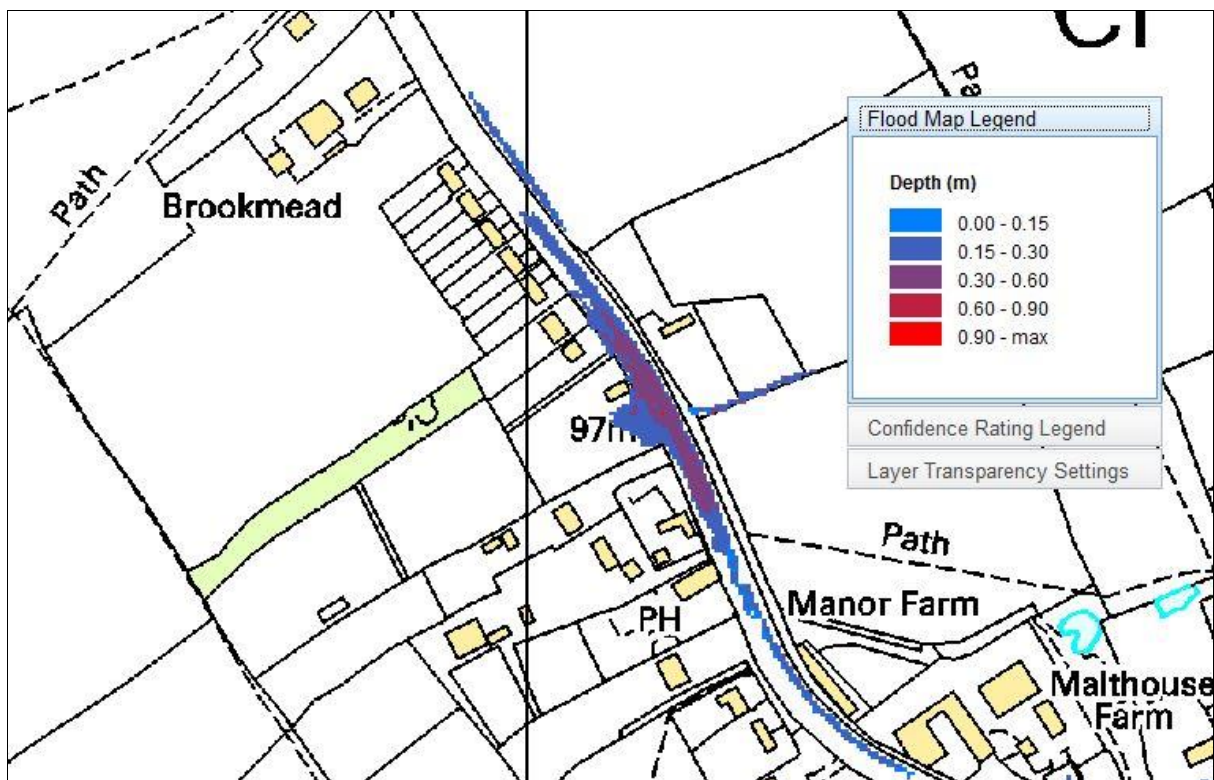 Path
Brookmead
97m
PH
Path
Manor Farm
Malthouse
Farm
Flood Map Legend
Depth (m)
0.00 - 0.15
0.15 - 0.30
0.30 - 0.60
0.60 - 0.90
0.90 - max
Confidence Rating Legend
Layer Transparency Settings